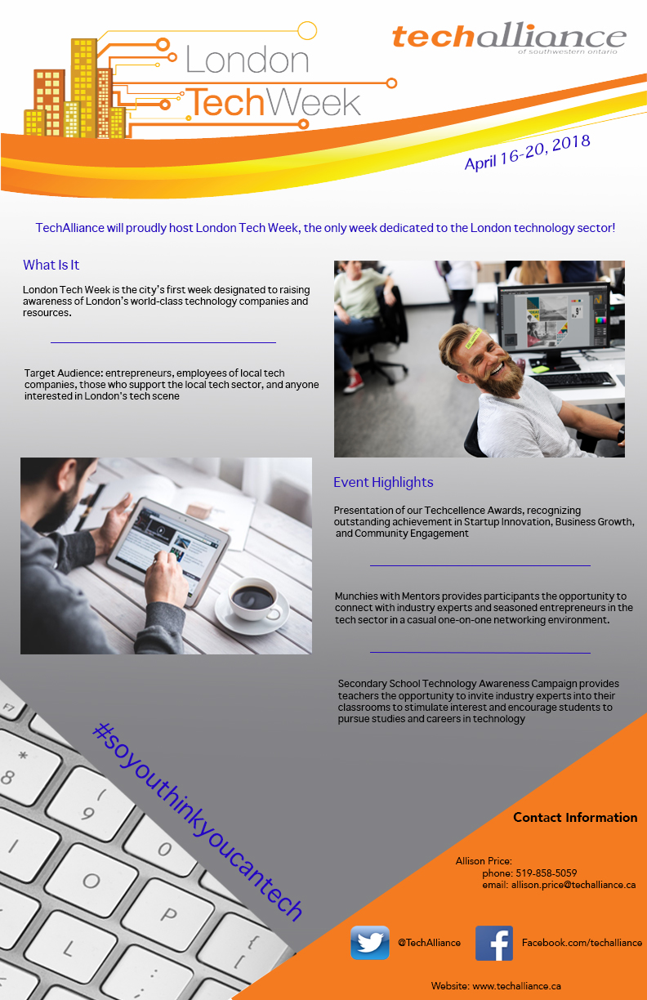 London
TechWeek
techalliance
of southwestern ontario
April 16-20, 2018
TechAlliance will proudly host London Tech Week, the only week dedicated to the London technology sector!
What Is It
London Tech Week is the city's first week designated to raising
awareness of London's world-class technology companies and
resources.
Target Audience: entrepreneurs, employees of local tech
companies, those who support the local tech sector, and anyone
interested in London's tech scene
Event Highlights
Presentation of our Techcellence Awards, recognizing
outstanding achievement in Startup Innovation, Business Growth,
and Community Engagement
Munchies with Mentors provides participants the opportunity to
connect with industry experts and seasoned entrepreneurs in the
tech sector in a casual one-on-one networking environment.
Secondary School Technology Awareness Campaign provides
teachers the opportunity to invite industry experts into their
classrooms to stimulate interest and encourage students to
pursue studies and careers in technology
F7
*
8
(
9
)
0
I
O
P
{
[
L
:
;
#soyouthinkyoucantech
Contact Information
Allison Price:
phone: 519-858-5059
email: allison.price@techalliance.ca
@TechAlliance
f
Facebook.com/techalliance
Website: www.techalliance.ca